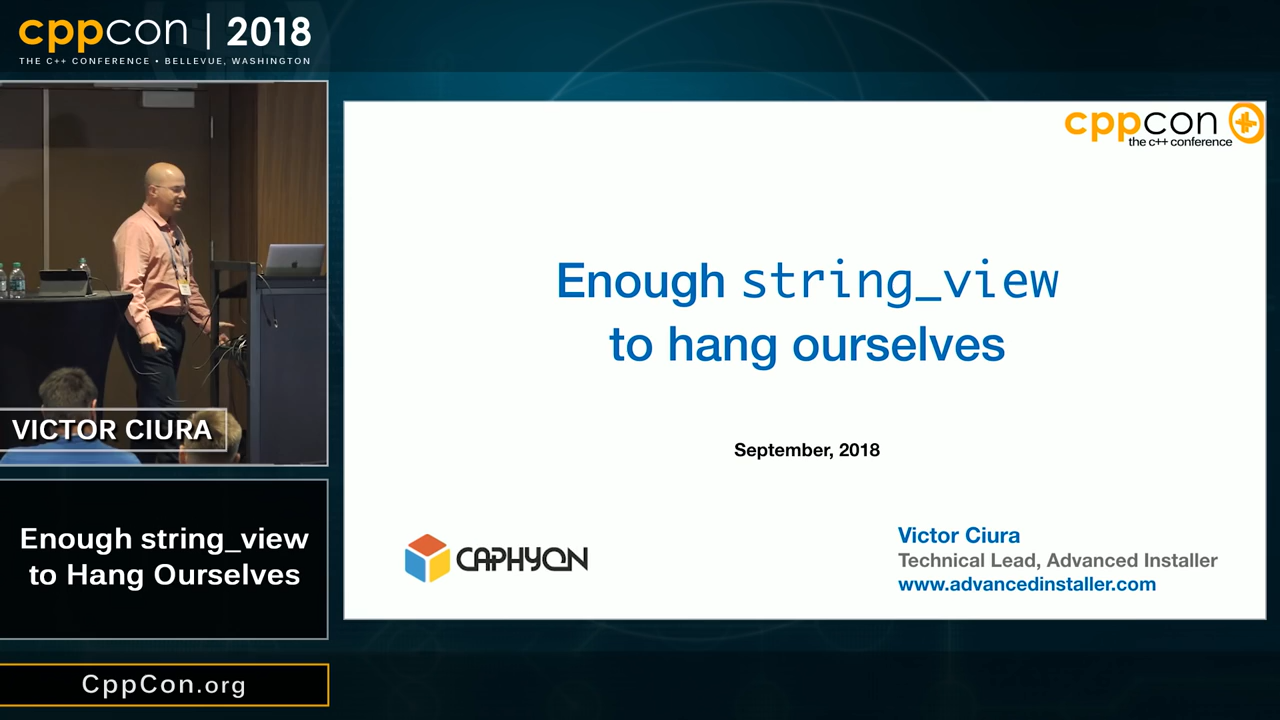 cppcon | 2018
THE C++ CONFERENCE • BELLEVUE, WASHINGTON
VICTOR CIURA
Enough string_view
to Hang Ourselves
CppCon.org
cppcon
the c++ conference
Enough string_view
to hang ourselves
September, 2018
CAPHYON
Victor Ciura
Technical Lead, Advanced Installer
www.advancedinstaller.com